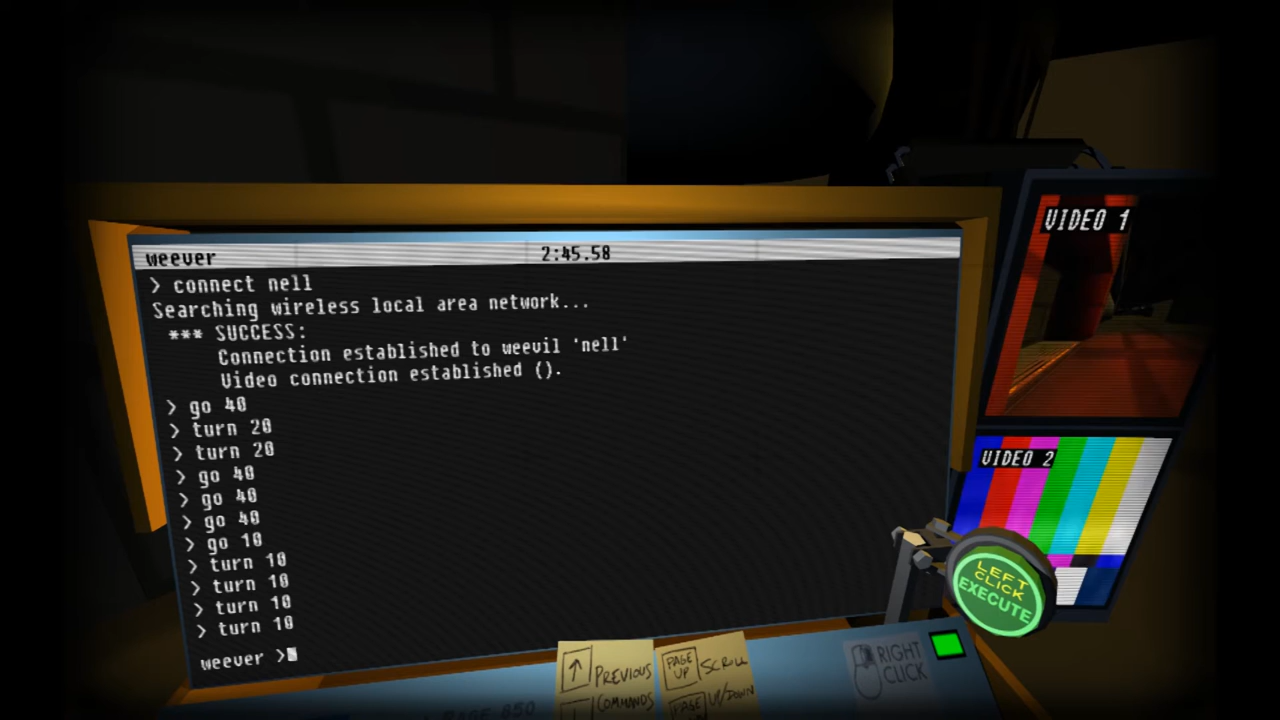 weever 2:45.58
> connect nell
Searching wireless local area network...
*** SUCCESS:
Connection established to weevil 'nell'
Video connection established ().
> go 40
> turn 20
> turn 20
> go 40
> go 40
> go 40
> go 10
> turn 10
> turn 10
> turn 10
> turn 10
weever >
VIDEO 1
VIDEO 2
LEFT
CLICK
EXECUTE
↑ PREVIOUS
COMMANDS
PAGE
UP
SCROLL
UP/DOWN
PAGE
RIGHT
CLICK
PAGE 850